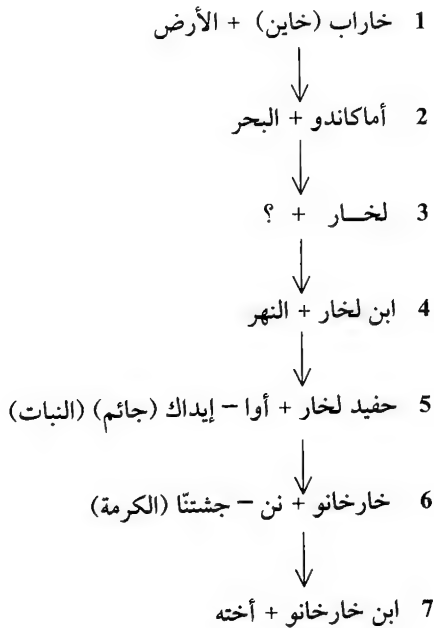 1 خاراب (خاين) + الأرض
2 أماكاندو + البحر
3 لخـار + ؟
4 ابن لخار + النهر
5 حفيد لخار + أوا – إيداك (جائم) (النبات)
6 خارخانو + نن – جشتنّا (الكرمة)
7 ابن خارخانو + أخته